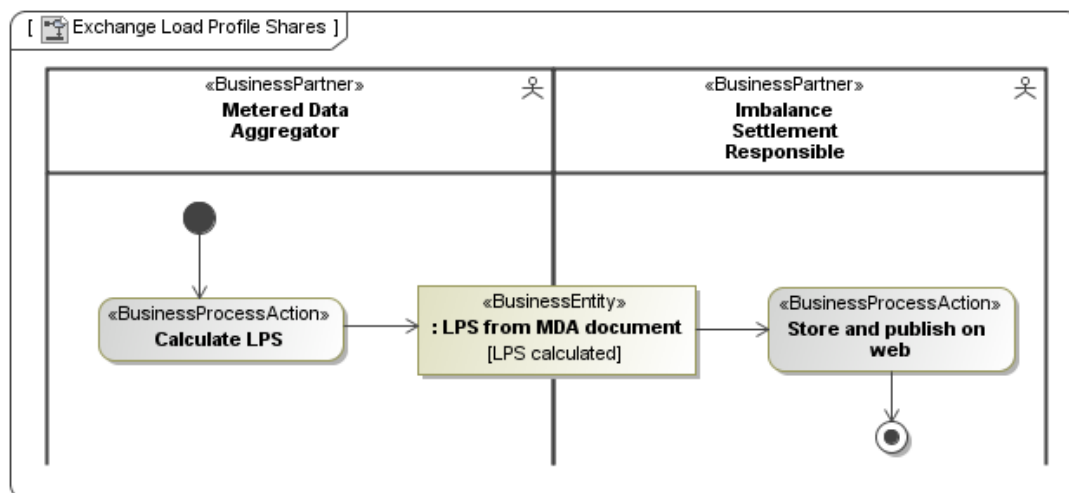 [ Exchange Load Profile Shares ]
«BusinessPartner»
Metered Data
Aggregator
«BusinessPartner»
Imbalance
Settlement
Responsible
«BusinessProcessAction»
Calculate LPS
«BusinessEntity»
: LPS from MDA document
[LPS calculated]
«BusinessProcessAction»
Store and publish on
web